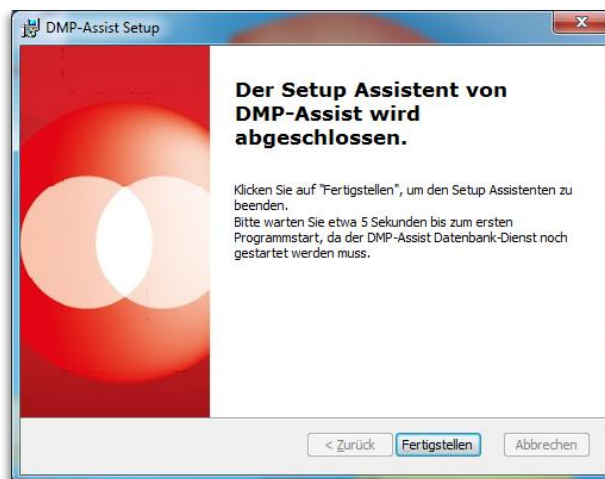 DMP-Assist Setup
Der Setup Assistent von
DMP-Assist wird
abgeschlossen.
Klicken Sie auf "Fertigstellen", um den Setup Assistenten zu
beenden.
Bitte warten Sie etwa 5 Sekunden bis zum ersten
Programmstart, da der DMP-Assist Datenbank-Dienst noch
gestartet werden muss.
< Zurück Fertigstellen Abbrechen